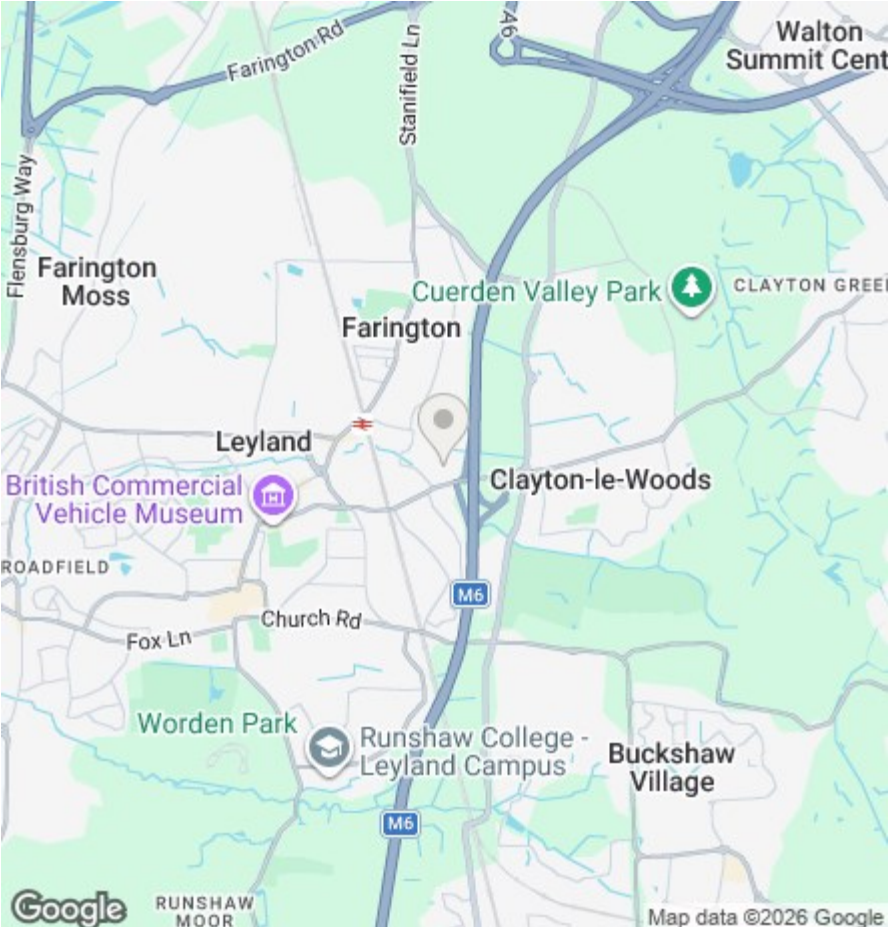 A6
Walton
Summit Cent
Farington Rd
Stanifield Ln
Flensburg Way
Farington
Moss
Cuerden Valley Park
CLAYTON GREE
Farington
Leyland
British Commercial
Vehicle Museum
Clayton-le-Woods
ROADFIELD
M6
Church Rd
Fox Ln
Worden Park
Runshaw College -
Leyland Campus
Buckshaw
Village
M6
RUNSHAW
MOOR
Google
Map data ©2026 Google